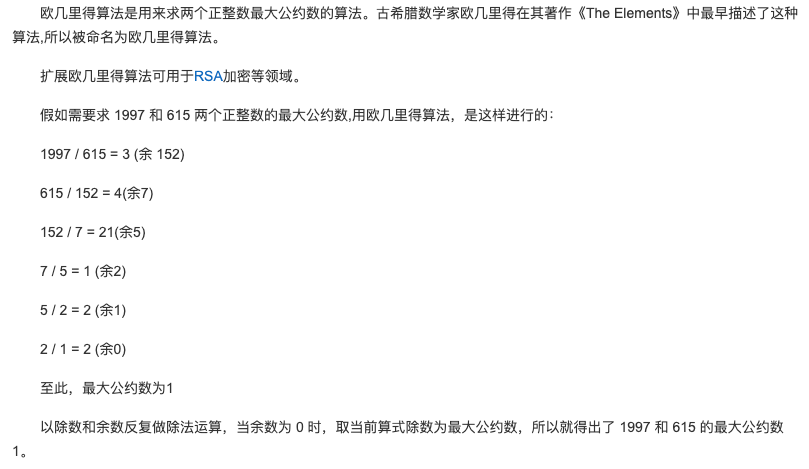 欧几里得算法是用来求两个正整数最大公约数的算法。古希腊数学家欧几里得在其著作《The Elements》中最早描述了这种
算法,所以被命名为欧几里得算法。
扩展欧几里得算法可用于RSA加密等领域。
假如需要求 1997 和 615 两个正整数的最大公约数,用欧几里得算法，是这样进行的：
1997 / 615 = 3 (余 152)
615 / 152 = 4(余7)
152 / 7 = 21(余5)
7 / 5 = 1 (余2)
5 / 2 = 2 (余1)
2 / 1 = 2 (余0)
至此，最大公约数为1
以除数和余数反复做除法运算，当余数为 0 时，取当前算式除数为最大公约数，所以就得出了 1997 和 615 的最大公约数
1。